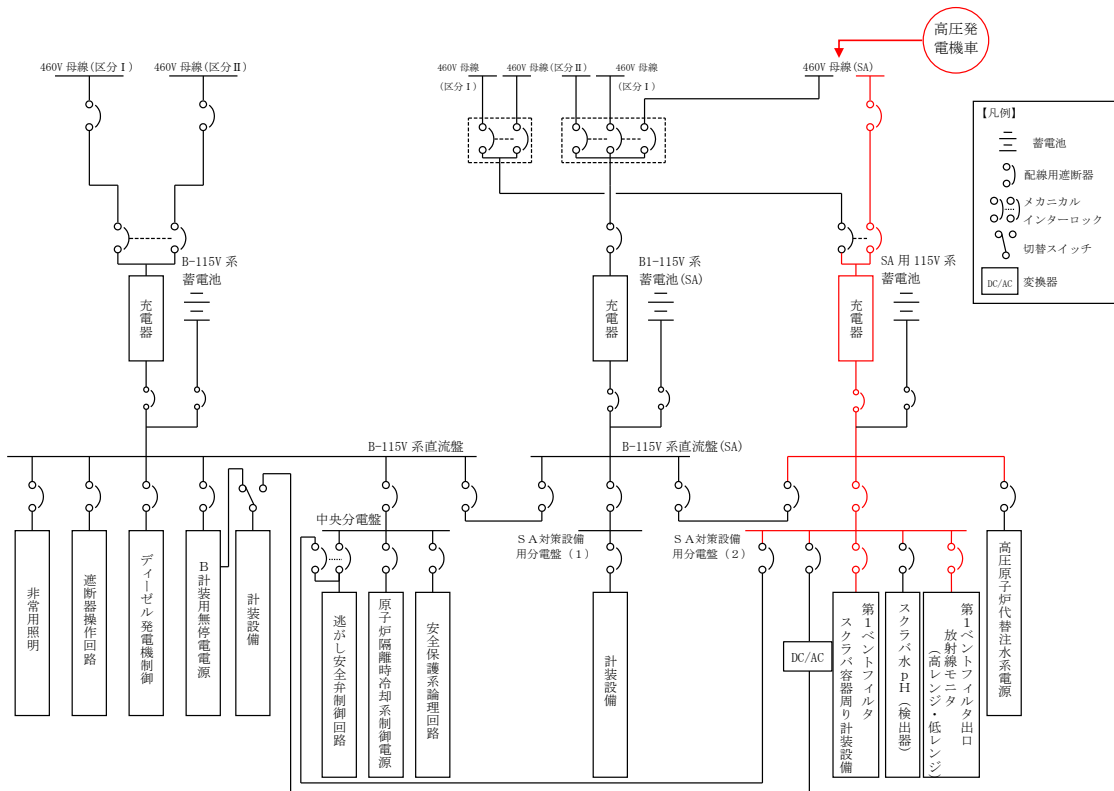 高圧発
電機車
460V 母線(区分Ⅰ)
460V 母線(区分Ⅱ)
460V 母線
(区分Ⅰ)
460V 母線(区分Ⅱ)
460V 母線
(区分Ⅰ)
460V 母線(SA)
【凡例】
蓄電池
配線用遮断器
メカニカル
インターロック
切替スイッチ
DC/AC
変換器
B-115V 系
蓄電池
B1-115V 系
蓄電池(SA)
SA 用 115V 系
蓄電池
充電器
充電器
充電器
B-115V 系直流盤
B-115V 系直流盤(SA)
中央分電盤
SA対策設備
用分電盤(1)
SA対策設備
用分電盤(2)
非常用照明
遮断器操作回路
ディーゼル発電機制御
B計装用無停電電源
計装設備
逃がし安全弁制御回路
原子炉隔離時冷却系制御電源
安全保護系論理回路
計装設備
DC/AC
第1ベントフィルタ
スクラバ容器周り計装設備
スクラバ水pH(検出器)
第1ベントフィルタ出口
放射線モニタ
(高レンジ・低レンジ)
高圧原子炉代替注水系電源